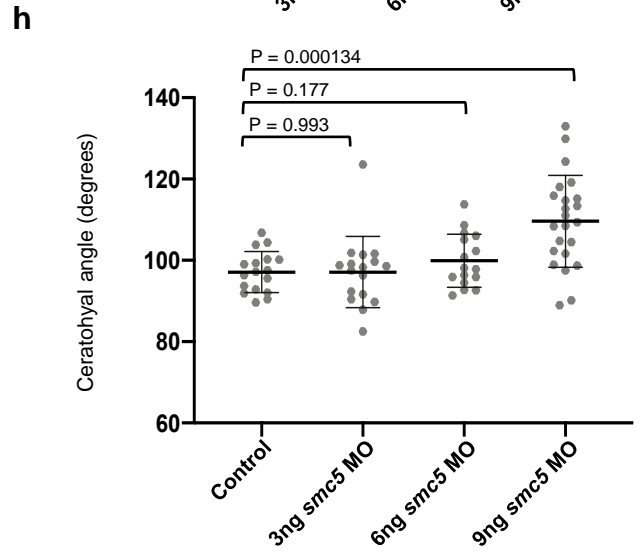 h
P = 0.000134
P = 0.177
P = 0.993
140
120
100
80
60
Ceratohyal angle (degrees)
Control
3ng smc5 MO
6ng smc5 MO
9ng smc5 MO